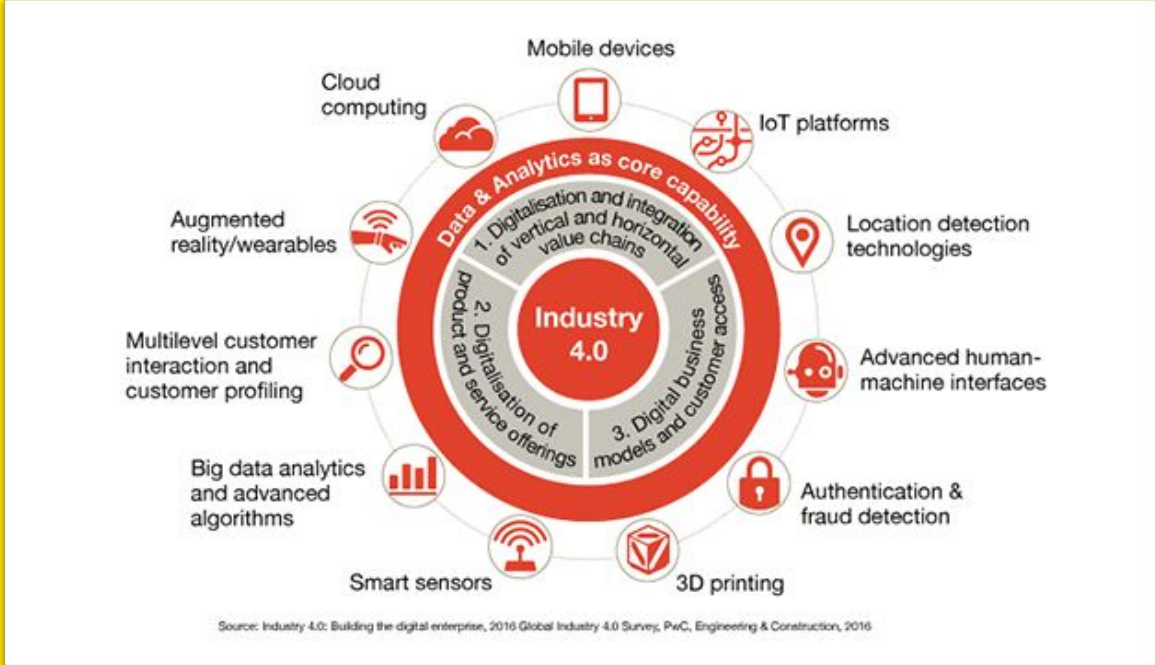 Mobile devices
Cloud
computing
IoT platforms
Data & Analytics as core capability
1. Digitalisation and integration
of vertical and horizontal
value chains
Augmented
reality/wearables
Location detection
technologies
Industry
4.0
2. Digitalisation of
product and service offerings
3. Digital business
models and customer access
Multilevel customer
interaction and
customer profiling
Advanced human-
machine interfaces
Big data analytics
and advanced
algorithms
Authentication &
fraud detection
Smart sensors
3D printing
Source: Industry 4.0: Building the digital enterprise, 2016 Global Industry 4.0 Survey, PwC, Engineering & Construction, 2016